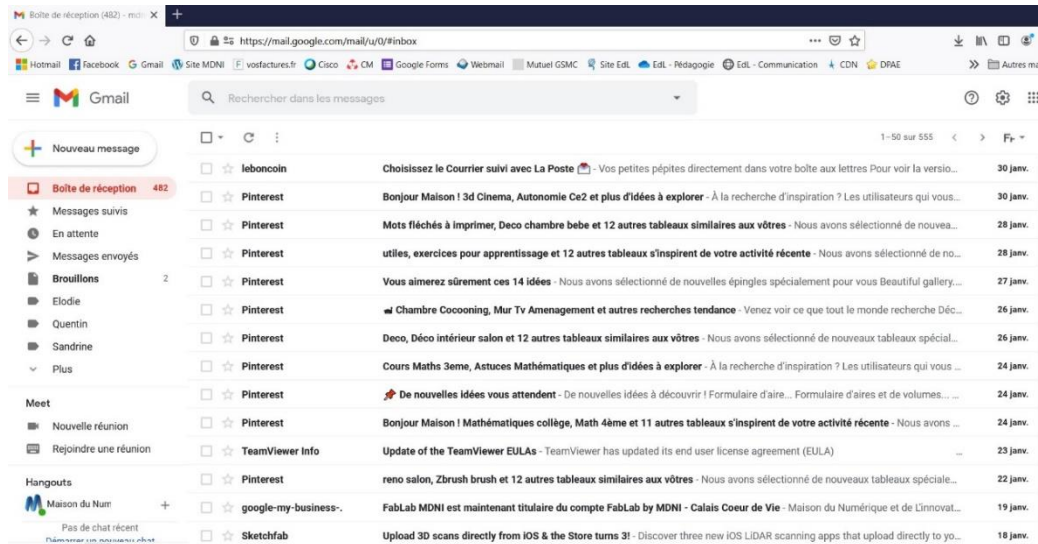 Boîte de réception (482) - mdn
https://mail.google.com/mail/u/0/#inbox
Hotmail Facebook Gmail Site MDNI vosfactures.fr Cisco CM Google Forms Webmail Mutuel GSMC Site EdL EdL - Pédagogie EdL - Communication CDN DPAE Autres ma
Gmail
Rechercher dans les messages
Nouveau message
1–50 sur 555
Boîte de réception 482
Messages suivis
En attente
Messages envoyés
Brouillons 2
Elodie
Quentin
Sandrine
Plus
Meet
Nouvelle réunion
Rejoindre une réunion
Hangouts
Maison du Num
Pas de chat récent
Démarrer un nouveau chat
leboncoin Choisissez le Courrier suivi avec La Poste - Vos petites pépites directement dans votre boîte aux lettres Pour voir la versio... 30 janv.
Pinterest Bonjour Maison ! 3d Cinema, Autonomie Ce2 et plus d'idées à explorer - À la recherche d'inspiration ? Les utilisateurs qui vous... 30 janv.
Pinterest Mots fléchés à imprimer, Deco chambre bebe et 12 autres tableaux similaires aux vôtres - Nous avons sélectionné de nouvea... 28 janv.
Pinterest utiles, exercices pour apprentissage et 12 autres tableaux s'inspirent de votre activité récente - Nous avons sélectionné de no... 28 janv.
Pinterest Vous aimerez sûrement ces 14 idées - Nous avons sélectionné de nouvelles épingles spécialement pour vous Beautiful gallery.... 27 janv.
Pinterest Chambre Cocooning, Mur Tv Amenagement et autres recherches tendance - Venez voir ce que tout le monde recherche Déc... 26 janv.
Pinterest Deco, Déco intérieur salon et 12 autres tableaux similaires aux vôtres - Nous avons sélectionné de nouveaux tableaux spécial... 26 janv.
Pinterest Cours Maths 3eme, Astuces Mathématiques et plus d'idées à explorer - À la recherche d'inspiration ? Les utilisateurs qui vous ... 24 janv.
Pinterest De nouvelles idées vous attendent - De nouvelles idées à découvrir ! Formulaire d'aire... Formulaire d'aires et de volumes... ... 24 janv.
Pinterest Bonjour Maison ! Mathématiques collège, Math 4ème et 11 autres tableaux s'inspirent de votre activité récente - Nous avons ... 24 janv.
TeamViewer Info Update of the TeamViewer EULAs - TeamViewer has updated its end user license agreement (EULA) ... 23 janv.
Pinterest reno salon, Zbrush brush et 12 autres tableaux similaires aux vôtres - Nous avons sélectionné de nouveaux tableaux spéciale... 22 janv.
google-my-business-. FabLab MDNI est maintenant titulaire du compte FabLab by MDNI - Calais Coeur de Vie - Maison du Numérique et de L'innovat... 19 janv.
Sketchfab Upload 3D scans directly from iOS & the Store turns 3! - Discover three new iOS LiDAR scanning apps that upload directly to yo... 18 janv.